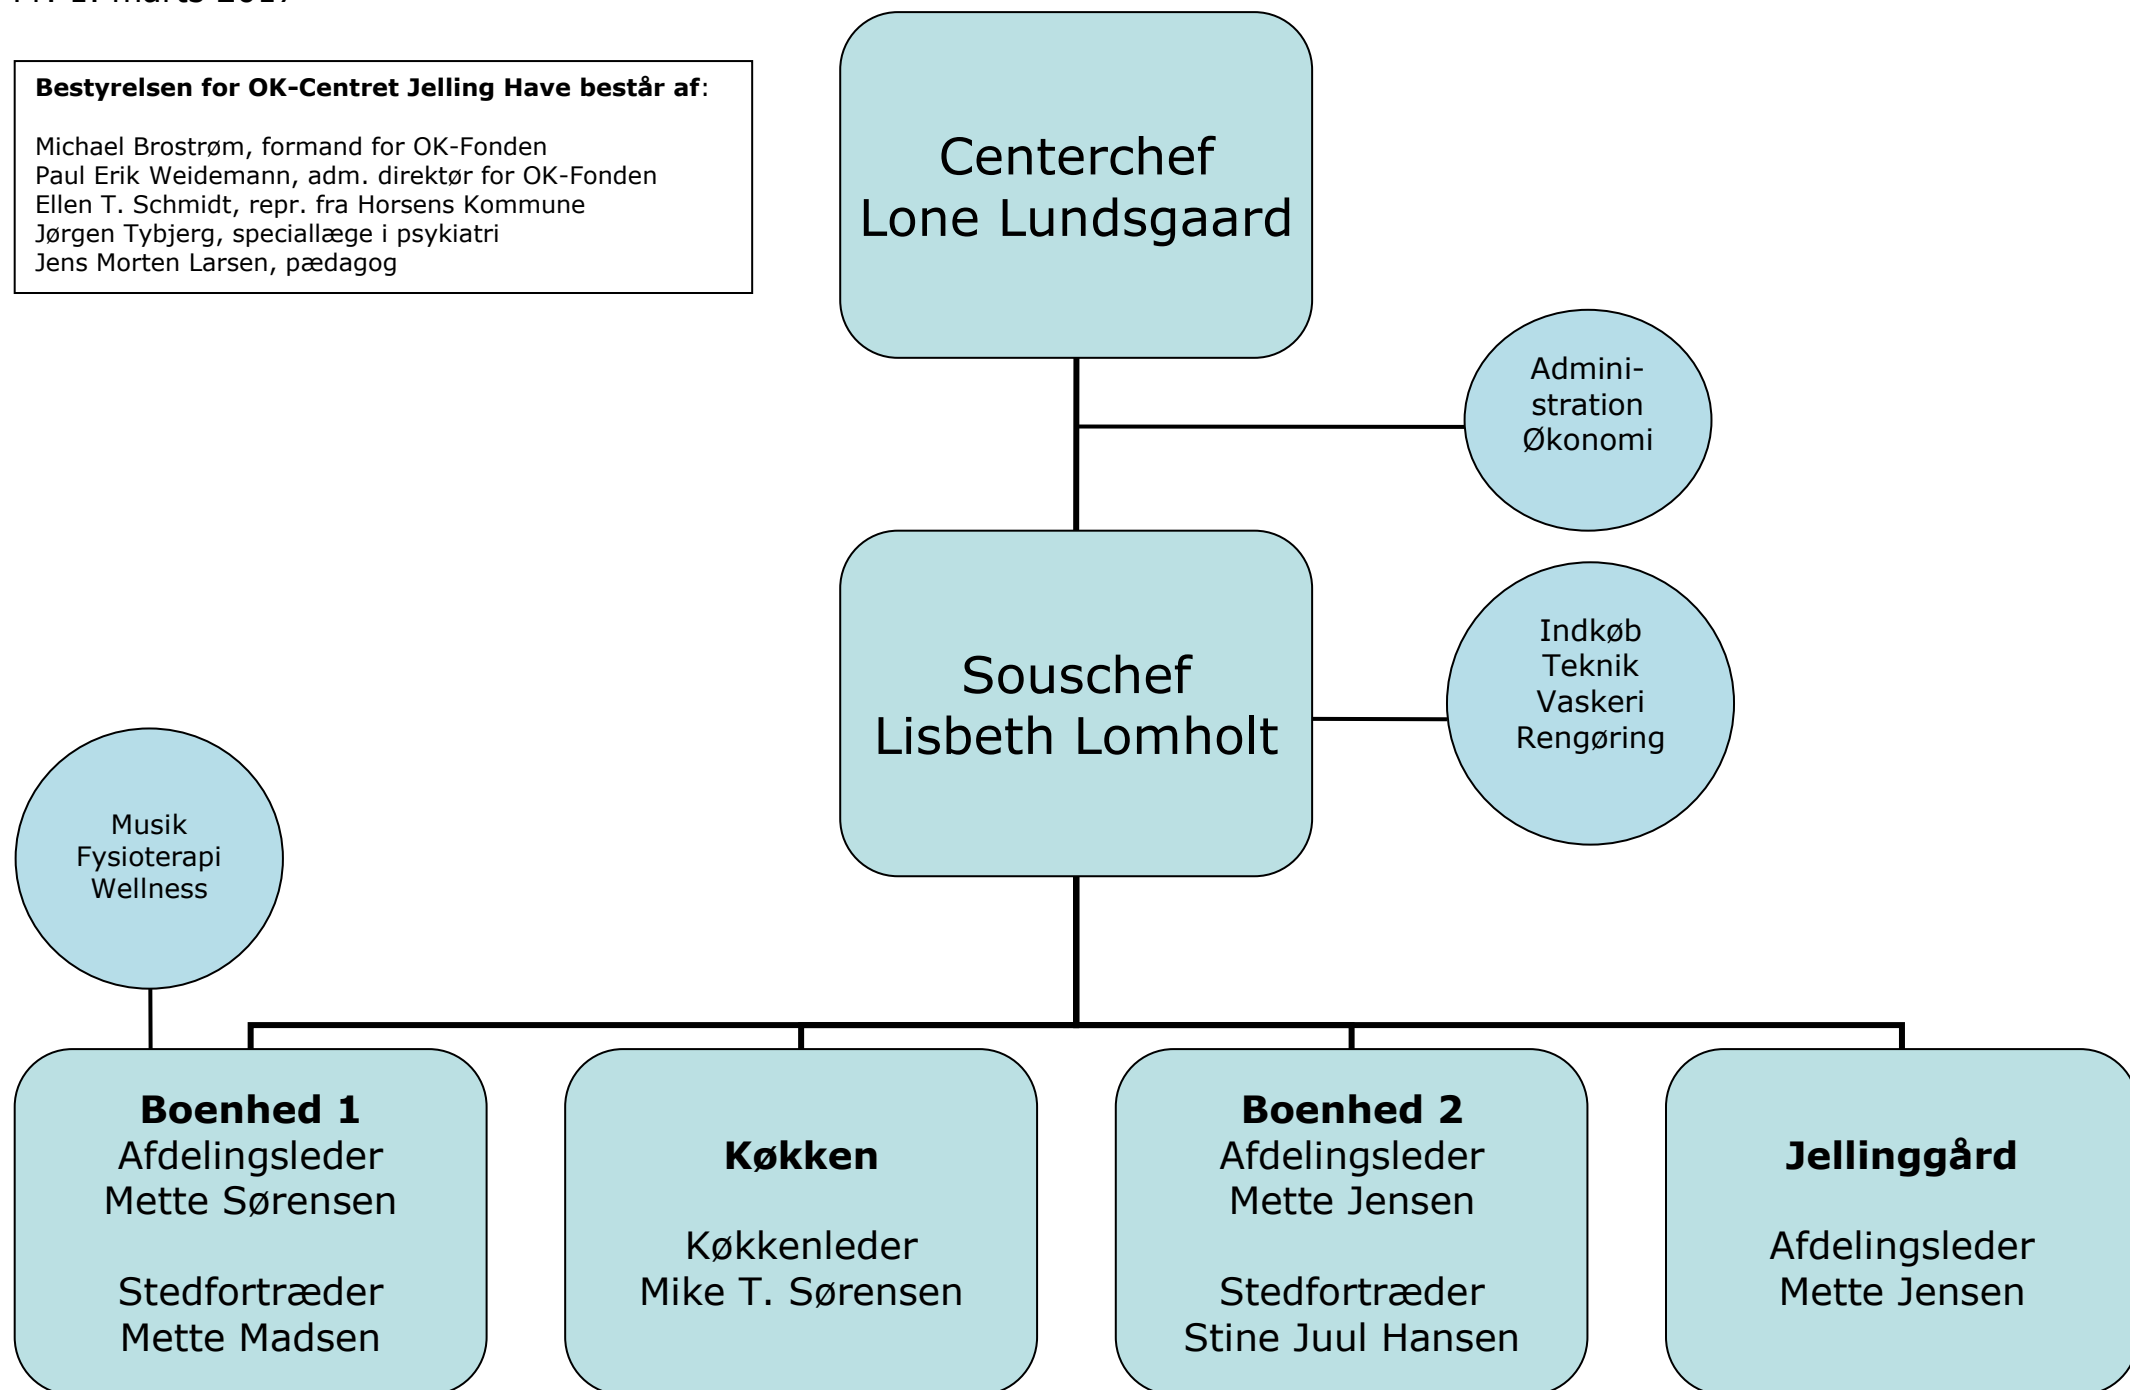 Bestyrelsen for OK-Centret Jelling Have består af:
Michael Brostrøm, formand for OK-Fonden
Paul Erik Weidemann, adm. direktør for OK-Fonden
Ellen T. Schmidt, repr. fra Horsens Kommune
Jørgen Tybjerg, speciallæge i psykiatri
Jens Morten Larsen, pædagog
Centerchef
Lone Lundsgaard
Admini-
stration
Økonomi
Souschef
Lisbeth Lomholt
Indkøb
Teknik
Vaskeri
Rengøring
Musik
Fysioterapi
Wellness
Boenhed 1
Afdelingsleder
Mette Sørensen
Stedfortræder
Mette Madsen
Køkken
Køkkenleder
Mike T. Sørensen
Boenhed 2
Afdelingsleder
Mette Jensen
Stedfortræder
Stine Juul Hansen
Jellinggård
Afdelingsleder
Mette Jensen